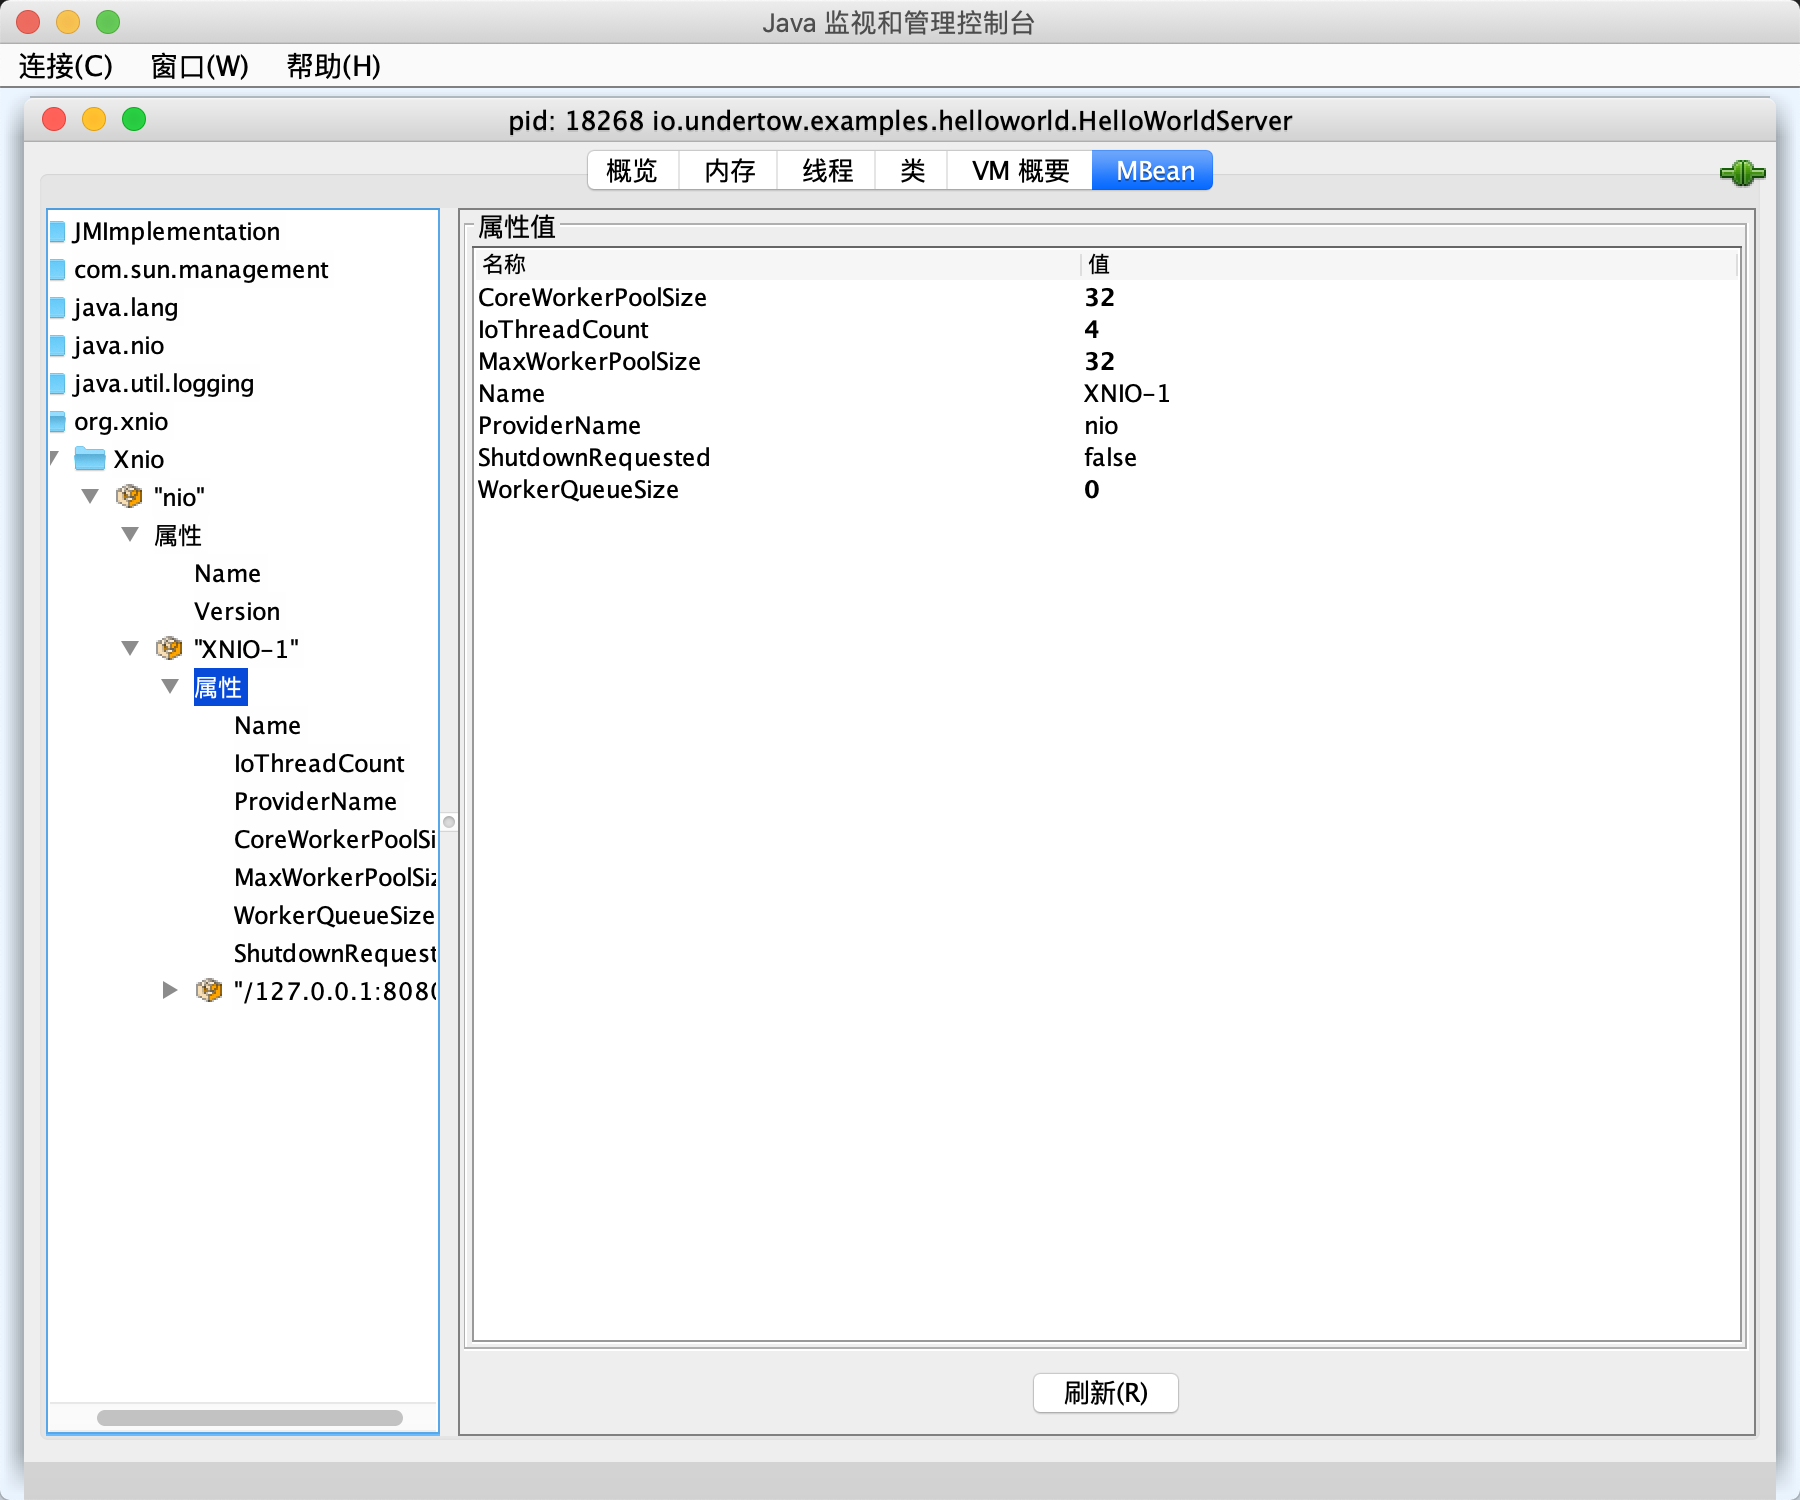 Java 监视和管理控制台
连接(C) 窗口(W) 帮助(H)
pid: 18268 io.undertow.examples.helloworld.HelloWorldServer
概览 内存 线程 类 VM 概要 MBean
JMImplementation
com.sun.management
java.lang
java.nio
java.util.logging
org.xnio
Xnio
"nio"
属性
Name
Version
"XNIO-1"
属性
Name
IoThreadCount
ProviderName
CoreWorkerPoolSi
MaxWorkerPoolSiz
WorkerQueueSize
ShutdownRequest
"/127.0.0.1:8080
属性值
名称 值
CoreWorkerPoolSize 32
IoThreadCount 4
MaxWorkerPoolSize 32
Name XNIO-1
ProviderName nio
ShutdownRequested false
WorkerQueueSize 0
刷新(R)